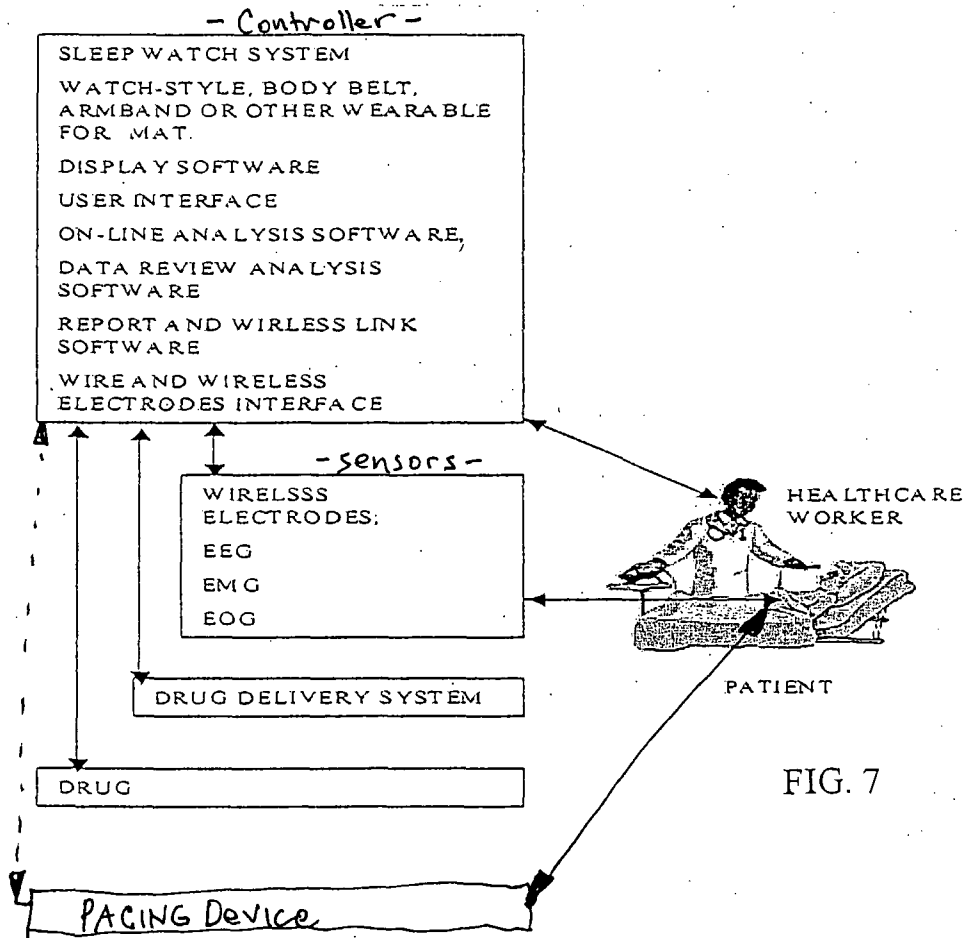 - Controller -
SLEEP WATCH SYSTEM
WATCH-STYLE, BODY BELT,
ARMBAND OR OTHER WEARABLE
FOR MAT.
DISPLAY SOFTWARE
USER INTERFACE
ON-LINE ANALYSIS SOFTWARE,
DATA REVIEW ANALYSIS
SOFTWARE
REPORT AND WIRLESS LINK
SOFTWARE
WIRE AND WIRELESS
ELECTRODES INTERFACE
- sensors -
WIRELSSS
ELECTRODES;
EEG
EMG
EOG
HEALTHCARE
WORKER
PATIENT
DRUG DELIVERY SYSTEM
DRUG
FIG. 7
PACING Device